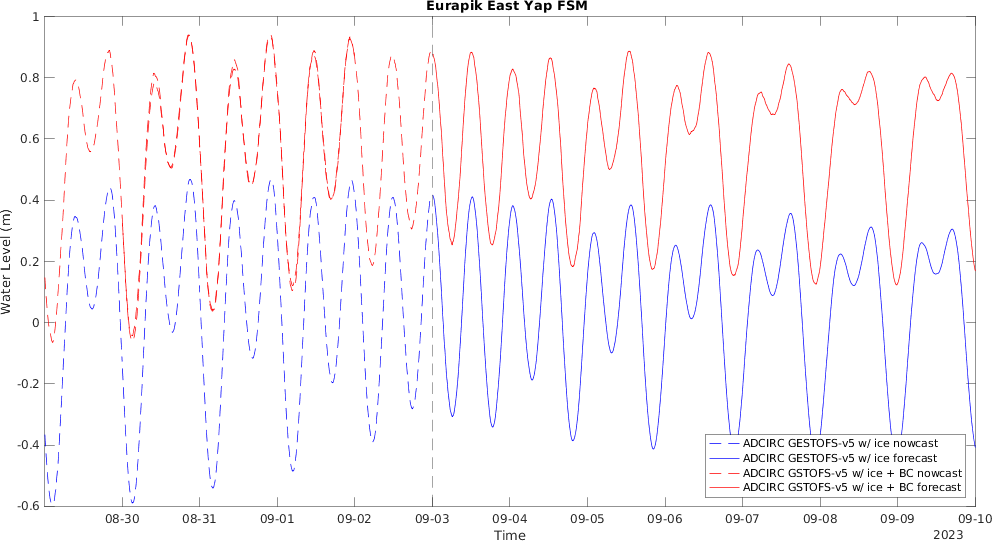 Eurapik East Yap FSM
1
0.8
0.6
0.4
0.2
0
-0.2
-0.4
-0.6
Water Level (m)
ADCIRC GESTOFS-v5 w/ ice nowcast
ADCIRC GESTOFS-v5 w/ ice forecast
ADCIRC GSTOFS-v5 w/ ice + BC nowcast
ADCIRC GSTOFS-v5 w/ ice + BC forecast
08-30 08-31 09-01 09-02 09-03 09-04 09-05 09-06 09-07 09-08 09-09 09-10
Time
2023